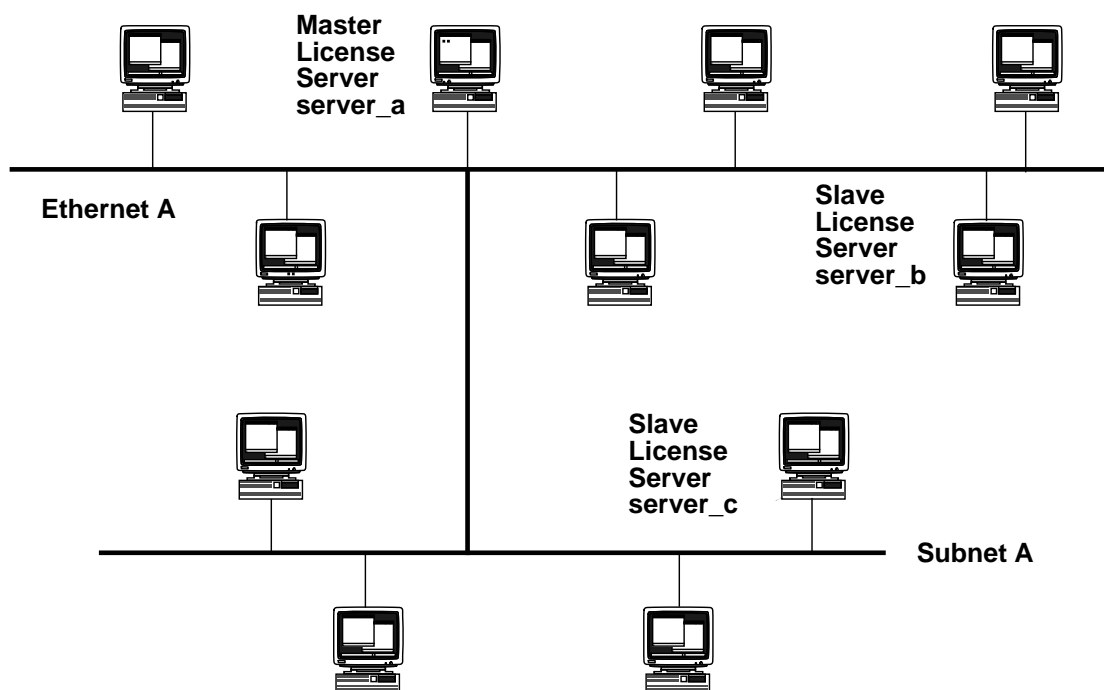 Master
License
Server
server_a
Ethernet A
Slave
License
Server
server_b
Slave
License
Server
server_c
Subnet A